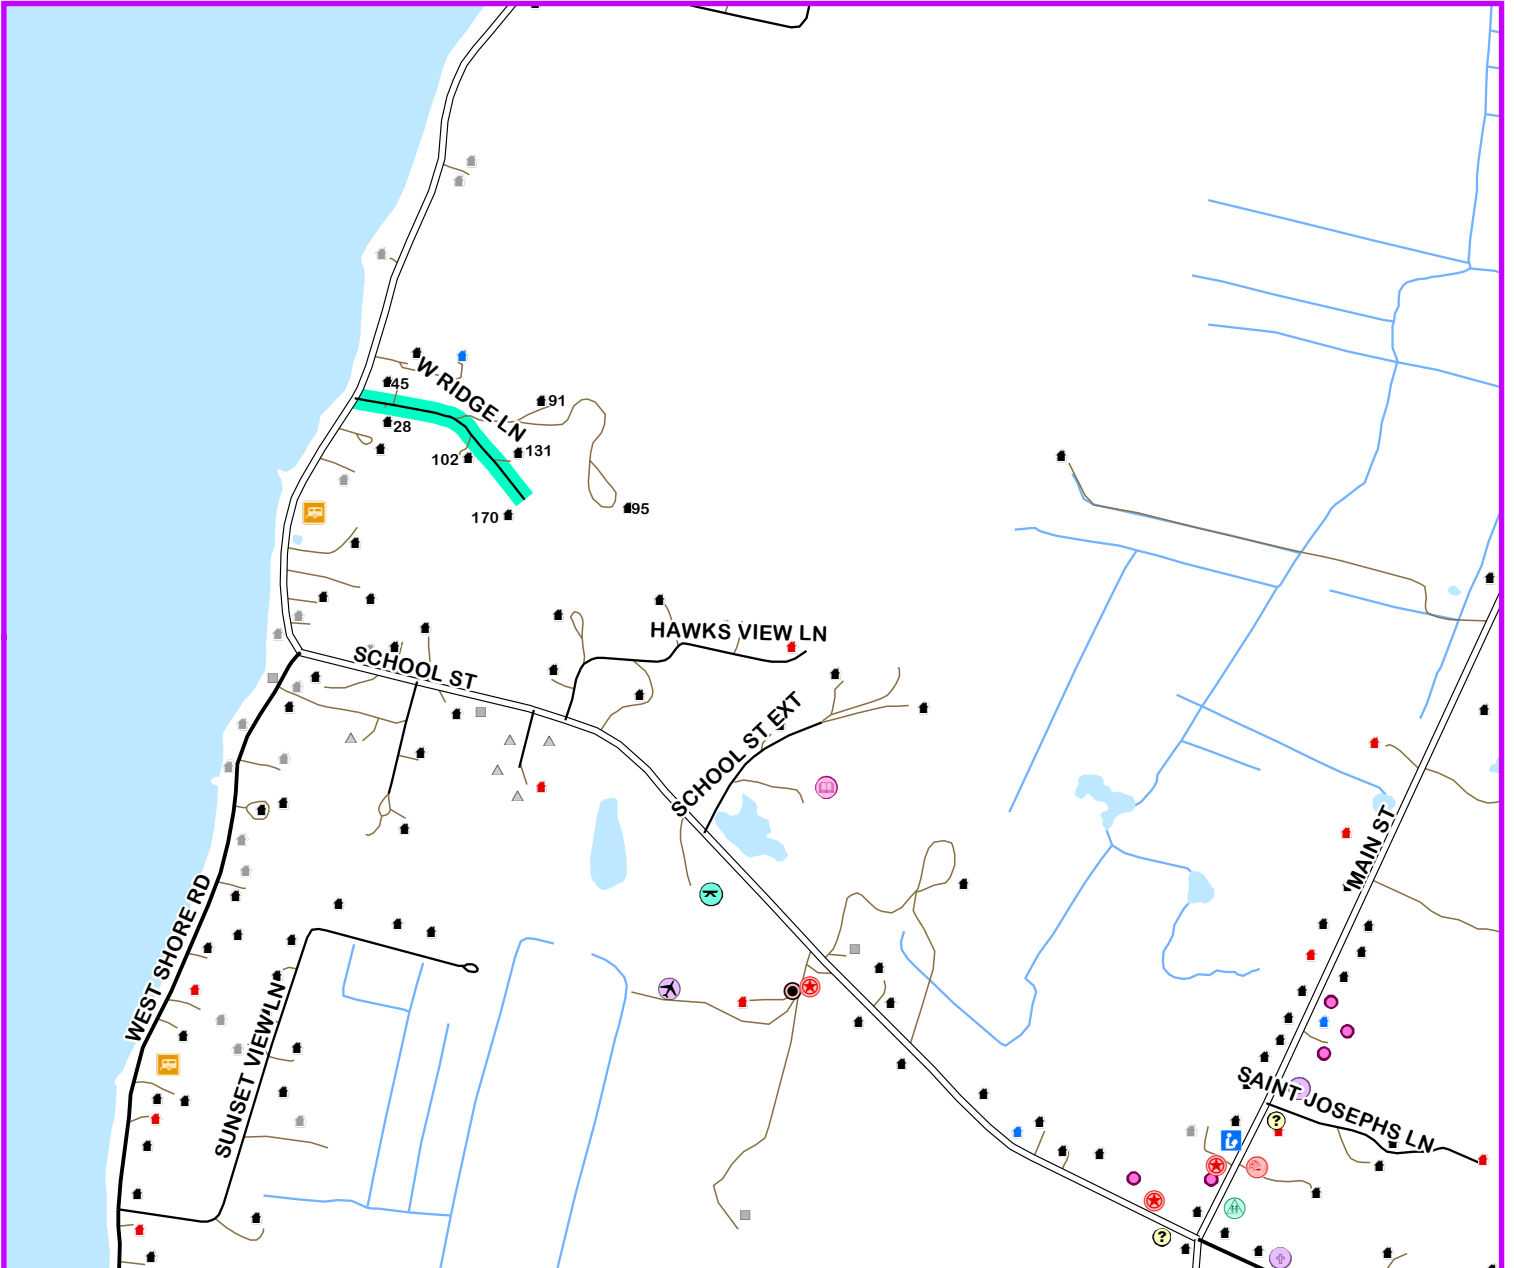 W RIDGE LN
45
91
28
102
131
95
170
HAWKS VIEW LN
SCHOOL ST
SCHOOL ST EXT
MAIN ST
WEST SHORE RD
SUNSET VIEW LN
SAINT JOSEPHS LN
?
?